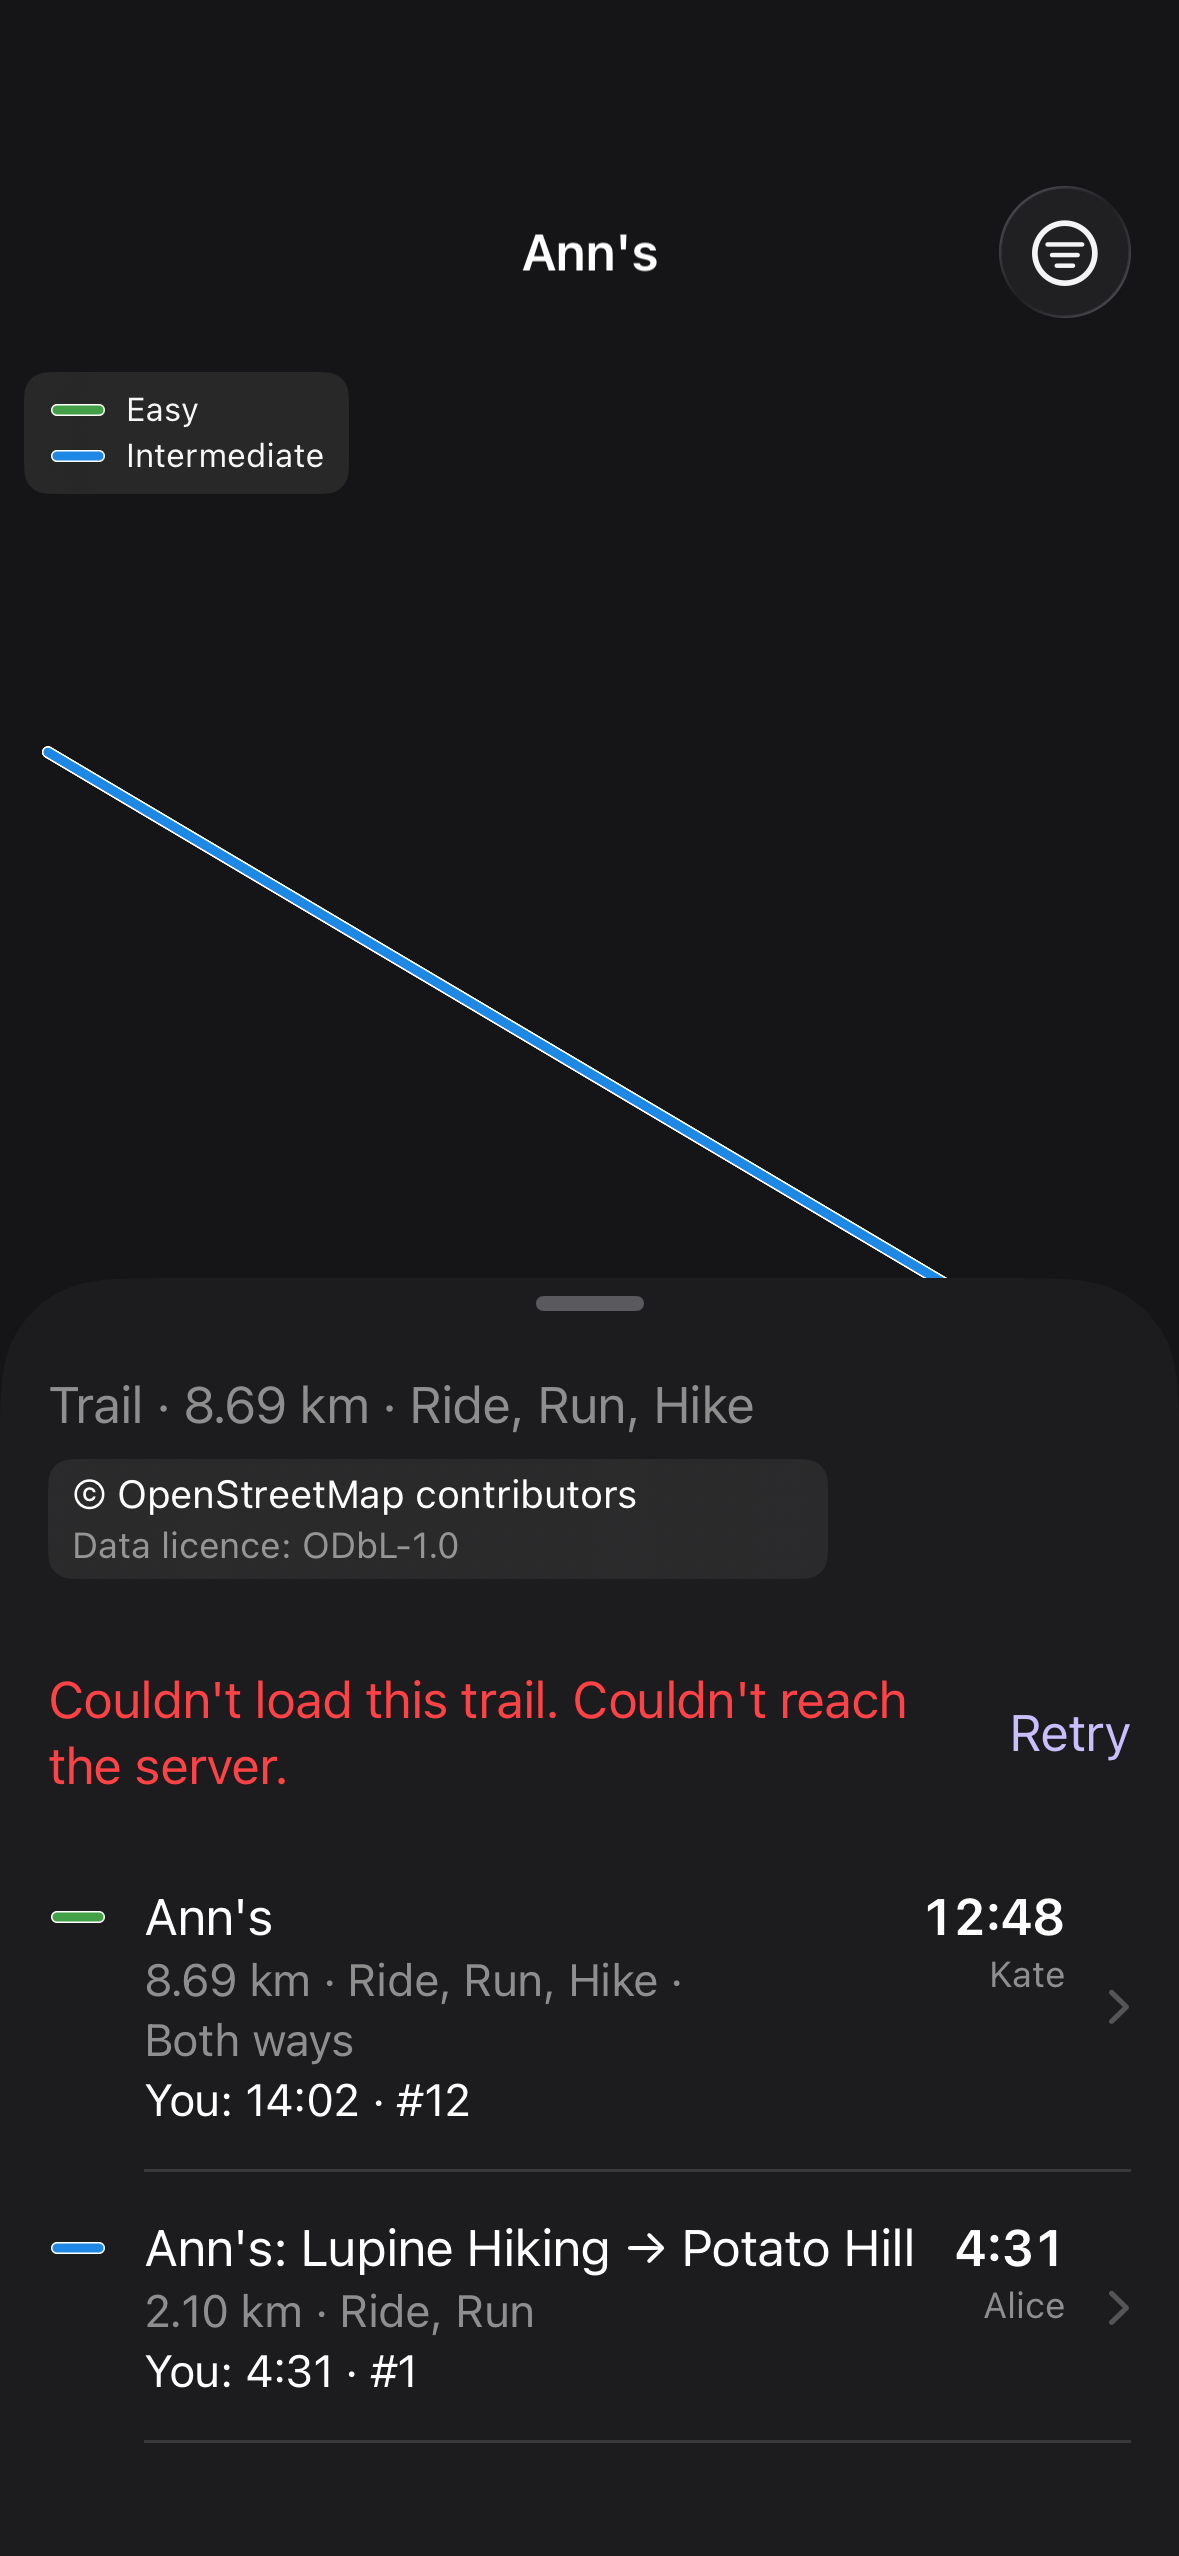 Ann's
Easy
Intermediate
Trail · 8.69 km · Ride, Run, Hike
© OpenStreetMap contributors
Data licence: ODbL-1.0
Couldn't load this trail. Couldn't reach
the server.
Retry
Ann's
12:48
8.69 km · Ride, Run, Hike ·
Kate
Both ways
You: 14:02 · #12
Ann's: Lupine Hiking → Potato Hill
4:31
2.10 km · Ride, Run
Alice
You: 4:31 · #1